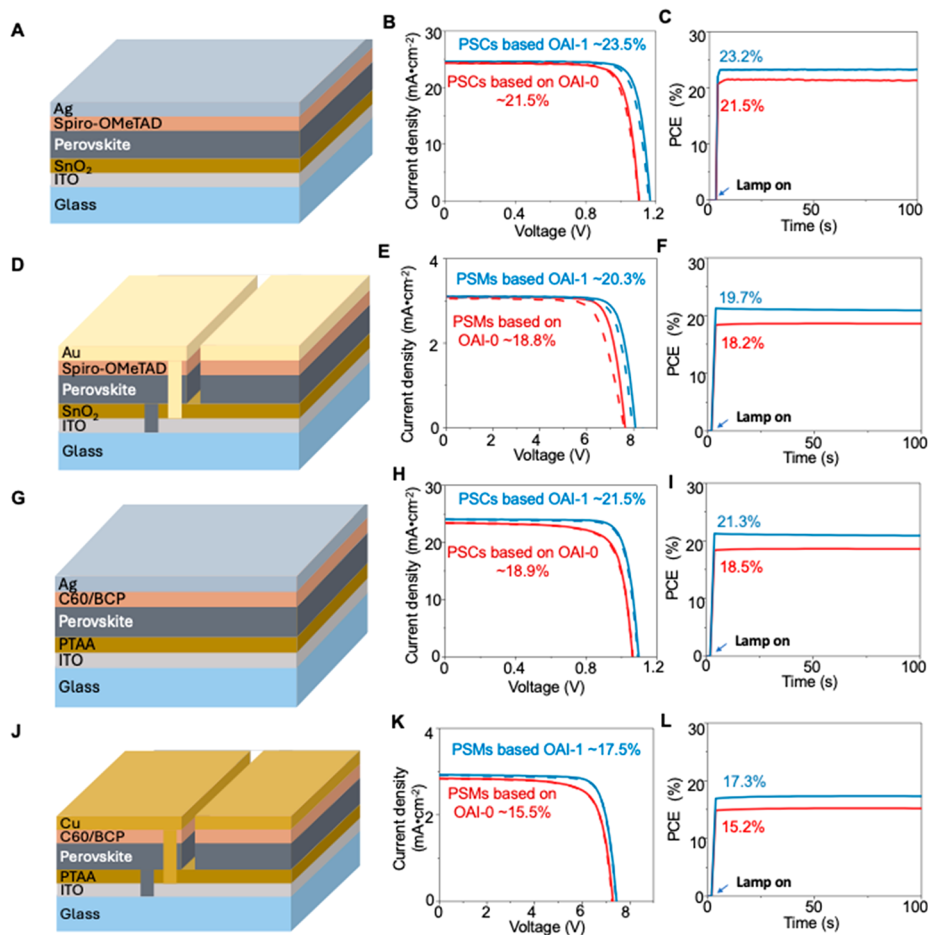 A
Ag
Spiro-OMeTAD
Perovskite
SnO2
ITO
Glass
B
Current density (mA•cm-2)
30
20
10
0
PSCs based OAI-1 ~23.5%
PSCs based on OAI-0
~21.5%
0 0.4 0.8 1.2
Voltage (V)
C
PCE (%)
30
20
10
0
23.2%
21.5%
Lamp on
0 50 100
Time (s)
D
Au
Spiro-OMeTAD
Perovskite
SnO2
ITO
Glass
E
Current density (mA•cm-2)
4
2
0
PSMs based OAI-1 ~20.3%
PSMs based on
OAI-0 ~18.8%
0 2 4 6 8
Voltage (V)
F
PCE (%)
30
20
10
0
19.7%
18.2%
Lamp on
50 100
Time (s)
G
Ag
C60/BCP
Perovskite
PTAA
ITO
Glass
H
Current density (mA•cm-2)
30
20
10
0
PSCs based OAI-1 ~21.5%
PSCs based on OAI-0
~18.9%
0 0.4 0.8 1.2
Voltage (V)
I
PCE (%)
30
20
10
0
21.3%
18.5%
Lamp on
50 100
Time (s)
J
Cu
C60/BCP
Perovskite
PTAA
ITO
Glass
K
Current density
(mA•cm-2)
4
2
0
PSMs based OAI-1 ~17.5%
PSMs based on
OAI-0 ~15.5%
0 2 4 6 8
Voltage (V)
L
PCE (%)
30
20
10
0
17.3%
15.2%
Lamp on
0 50 100
Time (s)